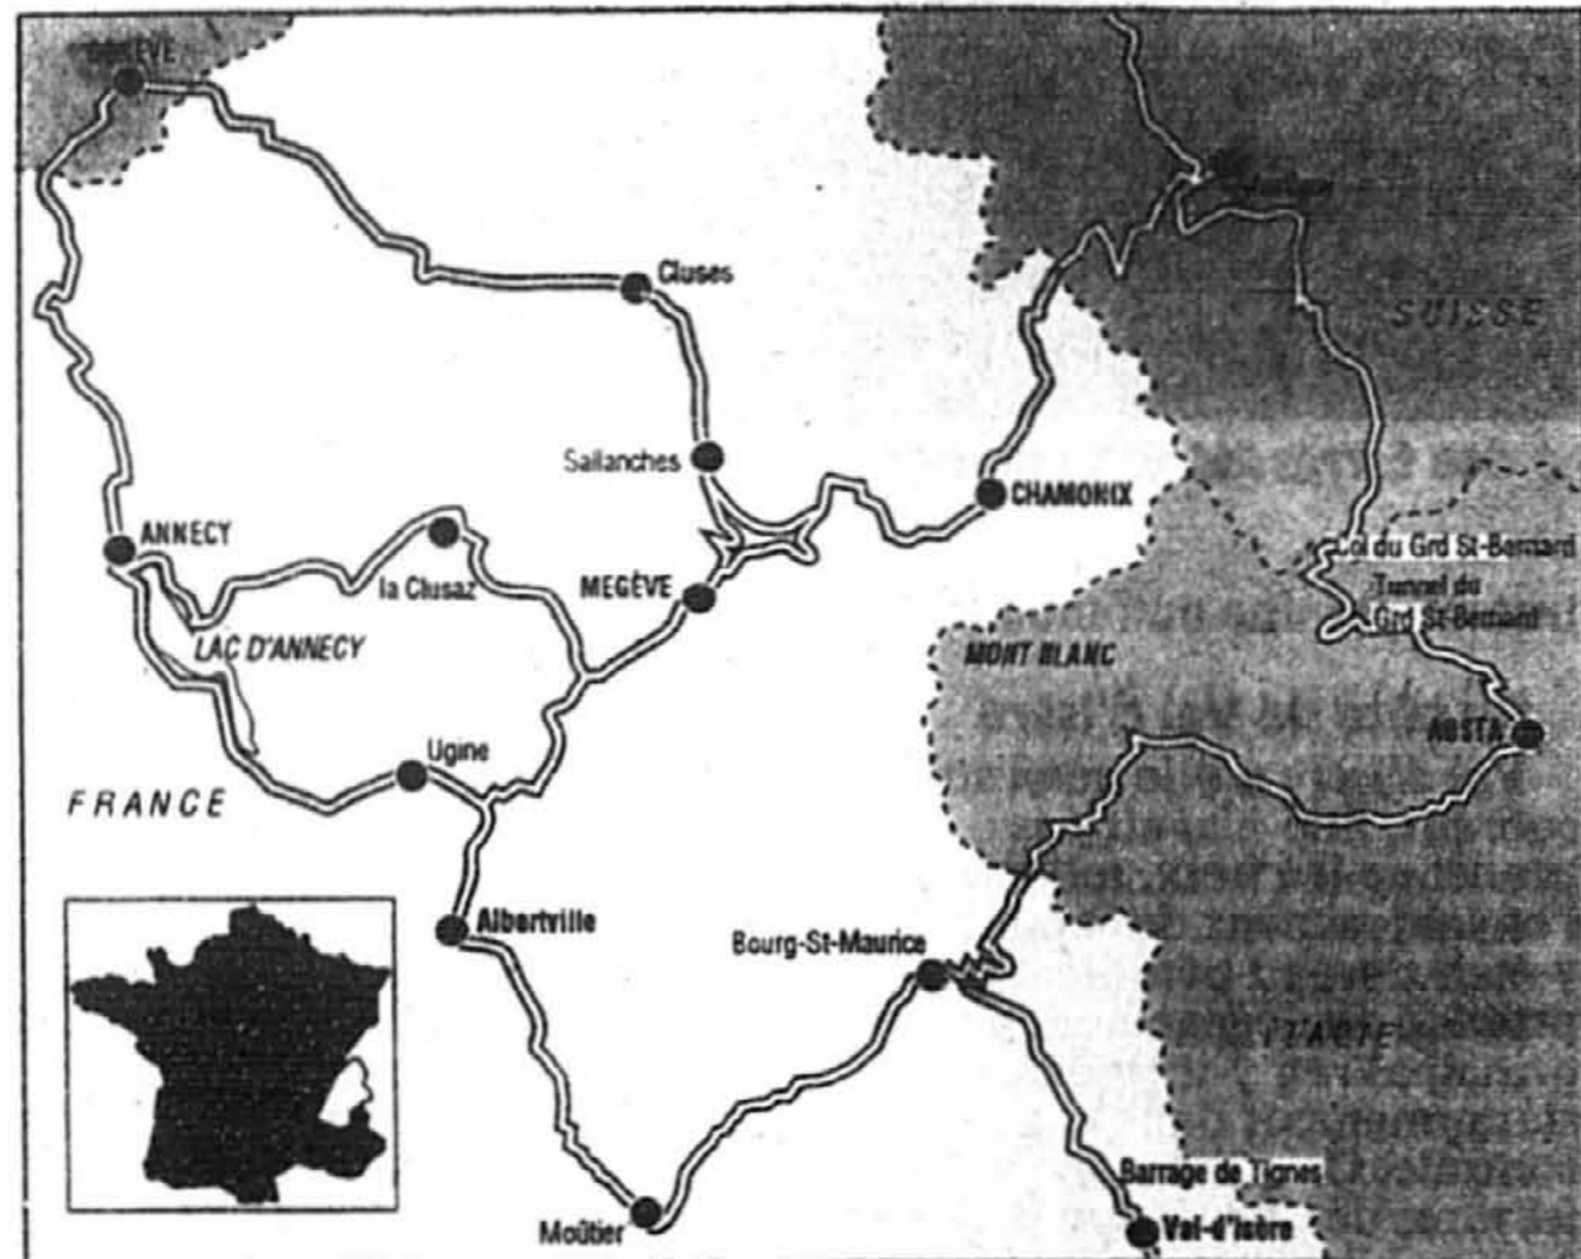 Cluses
SUISSE
Sallanches
CHAMONIX
ANNECY
la Clusaz
MEGÈVE
Col du Grd St-Bernard
Tunnel du
Grd St-Bernard
LAC D'ANNECY
MONT BLANC
AOSTA
Ugine
FRANCE
Albertville
Bourg-St-Maurice
Barrage de Tignes
Val-d'Isère
Moûtier